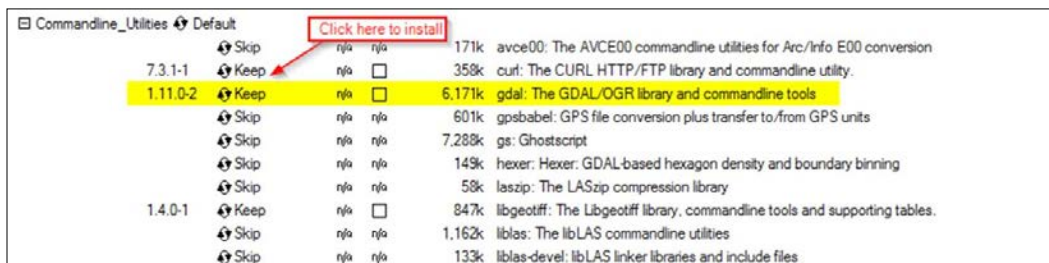 Commandline_Utilities Default
Click here to install
Skip n/a n/a 171k avce00: The AVCE00 commandline utilities for Arc/Info E00 conversion
7.3.1-1 Keep n/a 358k curl: The CURL HTTP/FTP library and commandline utility.
1.11.0-2 Keep n/a 6,171k gdal: The GDAL/OGR library and commandline tools
Skip n/a n/a 601k gpsbabel: GPS file conversion plus transfer to/from GPS units
Skip n/a n/a 7,288k gs: Ghostscript
Skip n/a n/a 149k hexer: Hexer: GDAL-based hexagon density and boundary binning
Skip n/a n/a 58k laszip: The LASzip compression library
1.4.0-1 Keep n/a 847k libgeotiff: The Libgeotiff library, commandline tools and supporting tables.
Skip n/a n/a 1,162k liblas: The libLAS commandline utilities
Skip n/a n/a 133k liblas-devel: libLAS linker libraries and include files